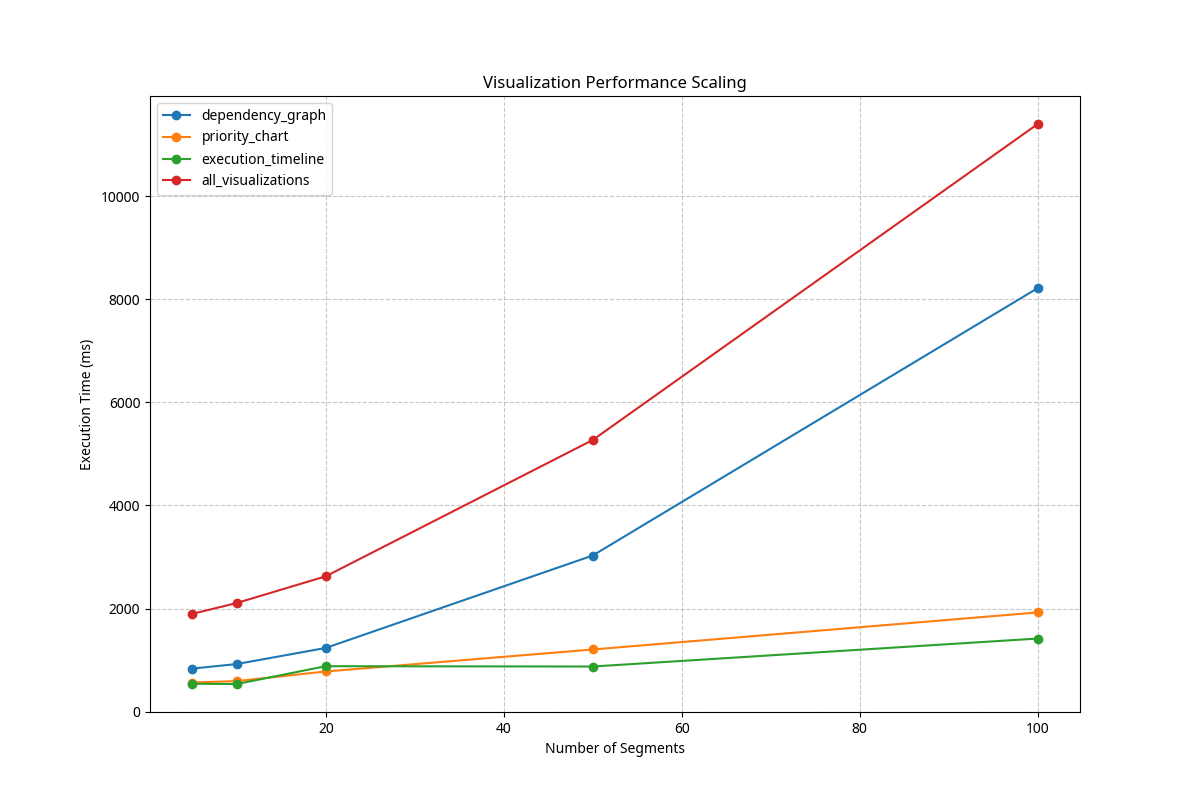 Visualization Performance Scaling
dependency_graph
priority_chart
execution_timeline
all_visualizations
10000
8000
6000
4000
2000
0
Execution Time (ms)
20 40 60 80 100
Number of Segments